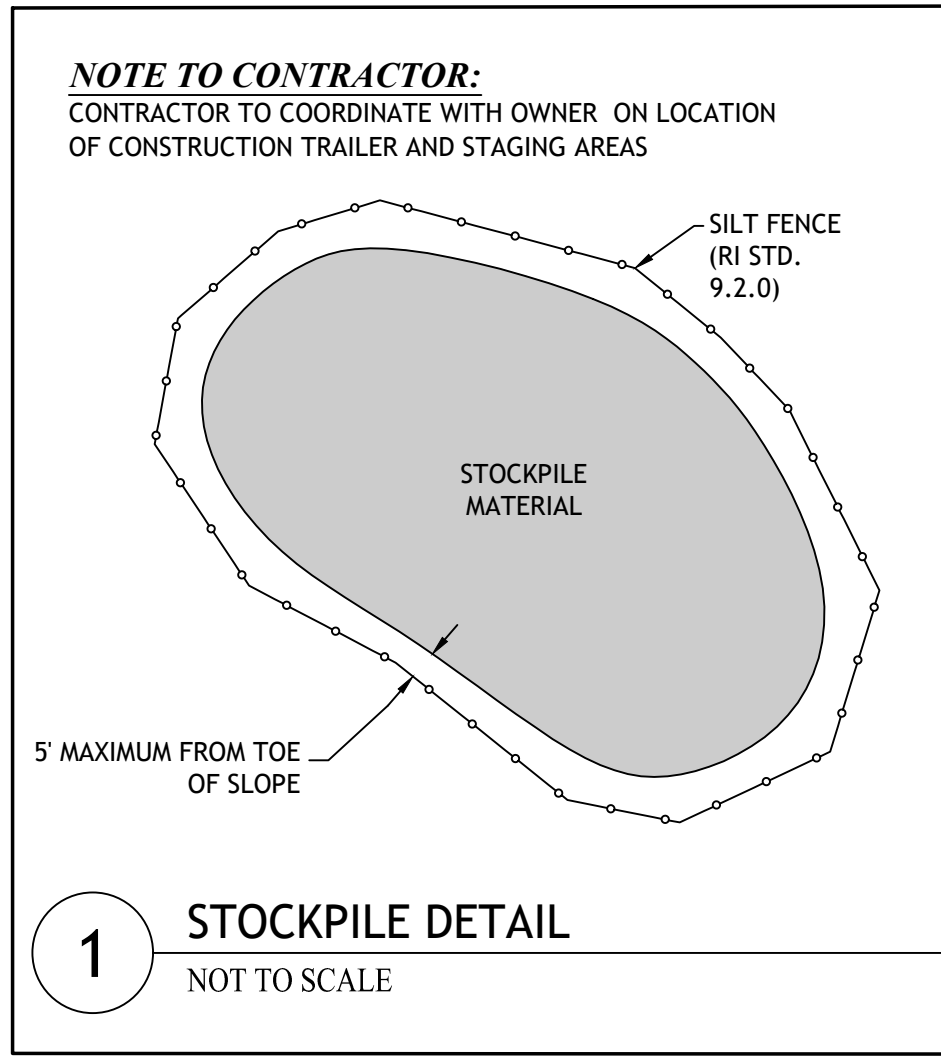 NOTE TO CONTRACTOR:
CONTRACTOR TO COORDINATE WITH OWNER ON LOCATION
OF CONSTRUCTION TRAILER AND STAGING AREAS
SILT FENCE
(RI STD.
9.2.0)
STOCKPILE
MATERIAL
5' MAXIMUM FROM TOE
OF SLOPE
1
STOCKPILE DETAIL
NOT TO SCALE